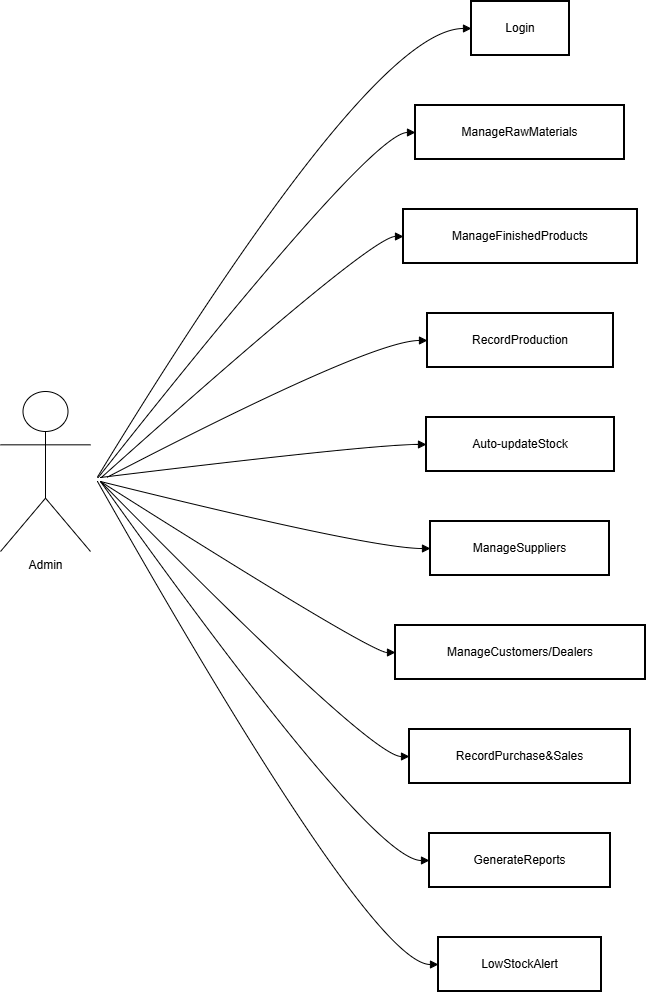 Login
ManageRawMaterials
ManageFinishedProducts
RecordProduction
Auto-updateStock
ManageSuppliers
Admin
ManageCustomers/Dealers
RecordPurchase&Sales
GenerateReports
LowStockAlert